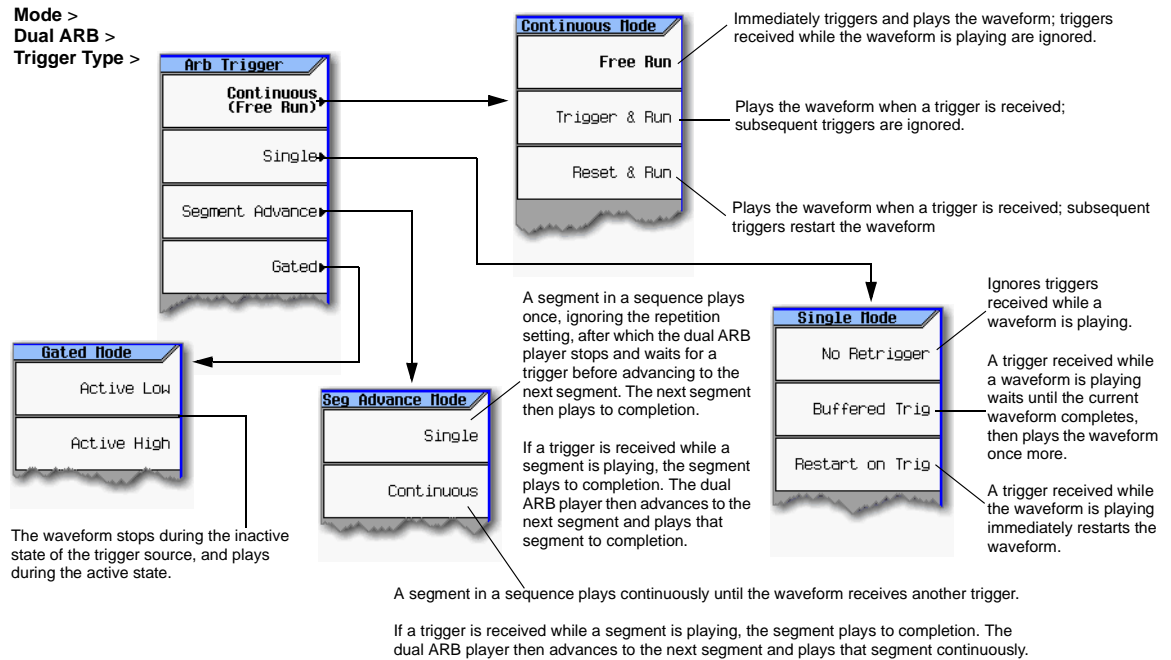 Mode >
Dual ARB >
Trigger Type >
Arb Trigger
Continuous
(Free Run)
Single
Segment Advance
Gated
Continuous Mode
Free Run
Trigger & Run
Reset & Run
Immediately triggers and plays the waveform; triggers
received while the waveform is playing are ignored.
Plays the waveform when a trigger is received;
subsequent triggers are ignored.
Plays the waveform when a trigger is received; subsequent
triggers restart the waveform
Gated Mode
Active Low
Active High
The waveform stops during the inactive
state of the trigger source, and plays
during the active state.
Seg Advance Mode
Single
Continuous
A segment in a sequence plays
once, ignoring the repetition
setting, after which the dual ARB
player stops and waits for a
trigger before advancing to the
next segment. The next segment
then plays to completion.
If a trigger is received while a
segment is playing, the segment
plays to completion. The dual
ARB player then advances to the
next segment and plays that
segment to completion.
Single Mode
No Retrigger
Buffered Trig
Restart on Trig
Ignores triggers
received while a
waveform is playing.
A trigger received while
a waveform is playing
waits until the current
waveform completes,
then plays the waveform
once more.
A trigger received while
the waveform is playing
immediately restarts the
waveform.
A segment in a sequence plays continuously until the waveform receives another trigger.
If a trigger is received while a segment is playing, the segment plays to completion. The
dual ARB player then advances to the next segment and plays that segment continuously.